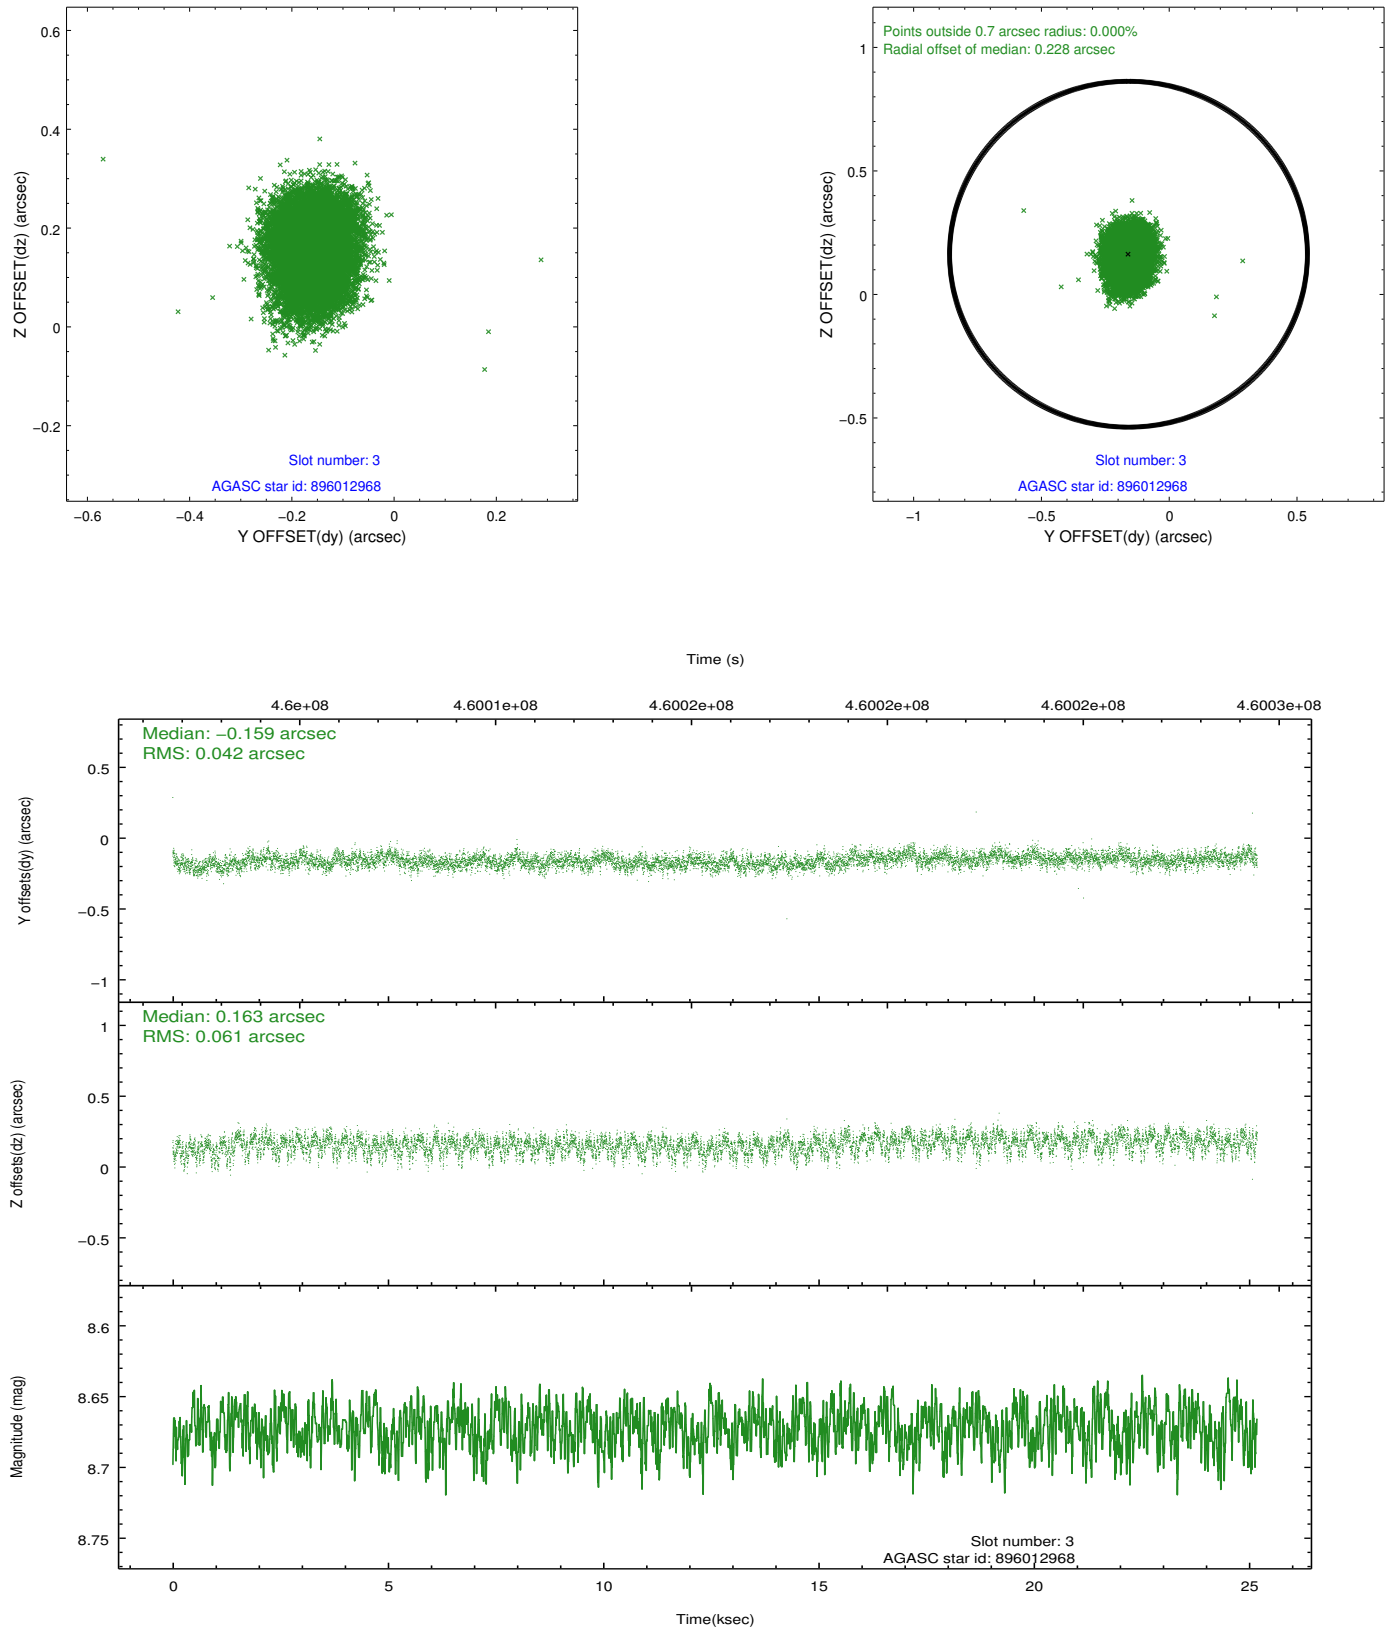 0.6
0.4
0.2
0
−0.2
Z OFFSET(dz) (arcsec)
Slot number: 3
AGASC star id: 896012968
−0.6
−0.4
−0.2
0
0.2
Y OFFSET(dy) (arcsec)
Points outside 0.7 arcsec radius: 0.000%
Radial offset of median: 0.228 arcsec
1
0.5
0
−0.5
Z OFFSET(dz) (arcsec)
Slot number: 3
AGASC star id: 896012968
−1
−0.5
0
0.5
Y OFFSET(dy) (arcsec)
Time (s)
4.6e+08
4.6001e+08
4.6002e+08
4.6002e+08
4.6002e+08
4.6003e+08
Median: −0.159 arcsec
RMS: 0.042 arcsec
0.5
0
−0.5
−1
Y offsets(dy) (arcsec)
Median: 0.163 arcsec
RMS: 0.061 arcsec
1
0.5
0
−0.5
Z offsets(dz) (arcsec)
8.6
8.65
8.7
8.75
Magnitude (mag)
Slot number: 3
AGASC star id: 896012968
0
5
10
15
20
25
Time(ksec)